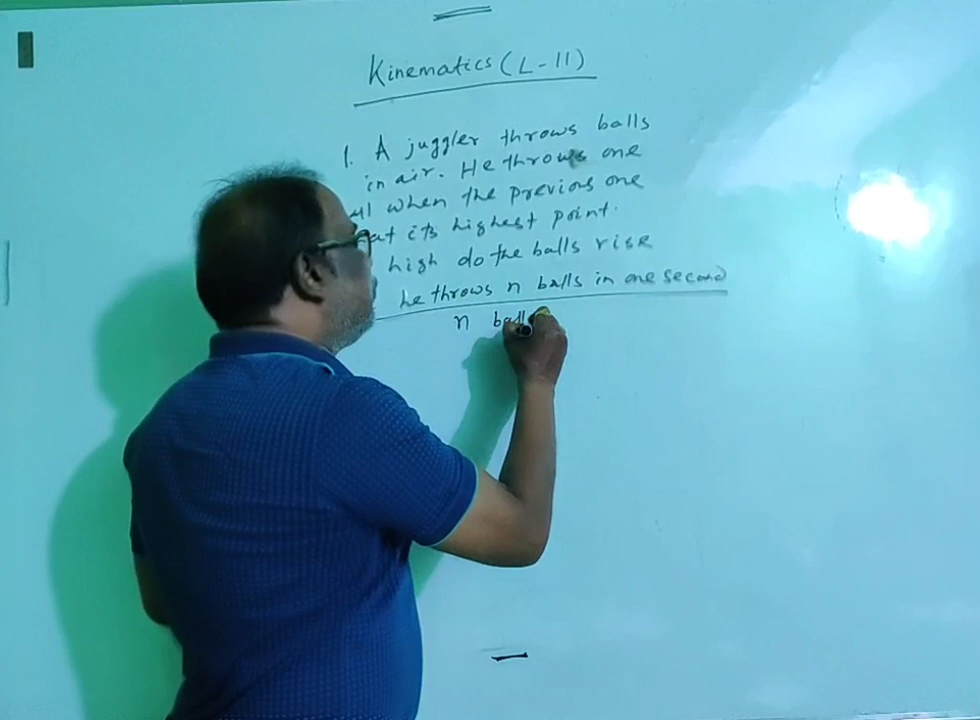 Kinematics (L-11)
1. A juggler throws balls
in air. He throws one
when the previous one
at its highest point.
high do the balls rise
he throws n balls in one second
n